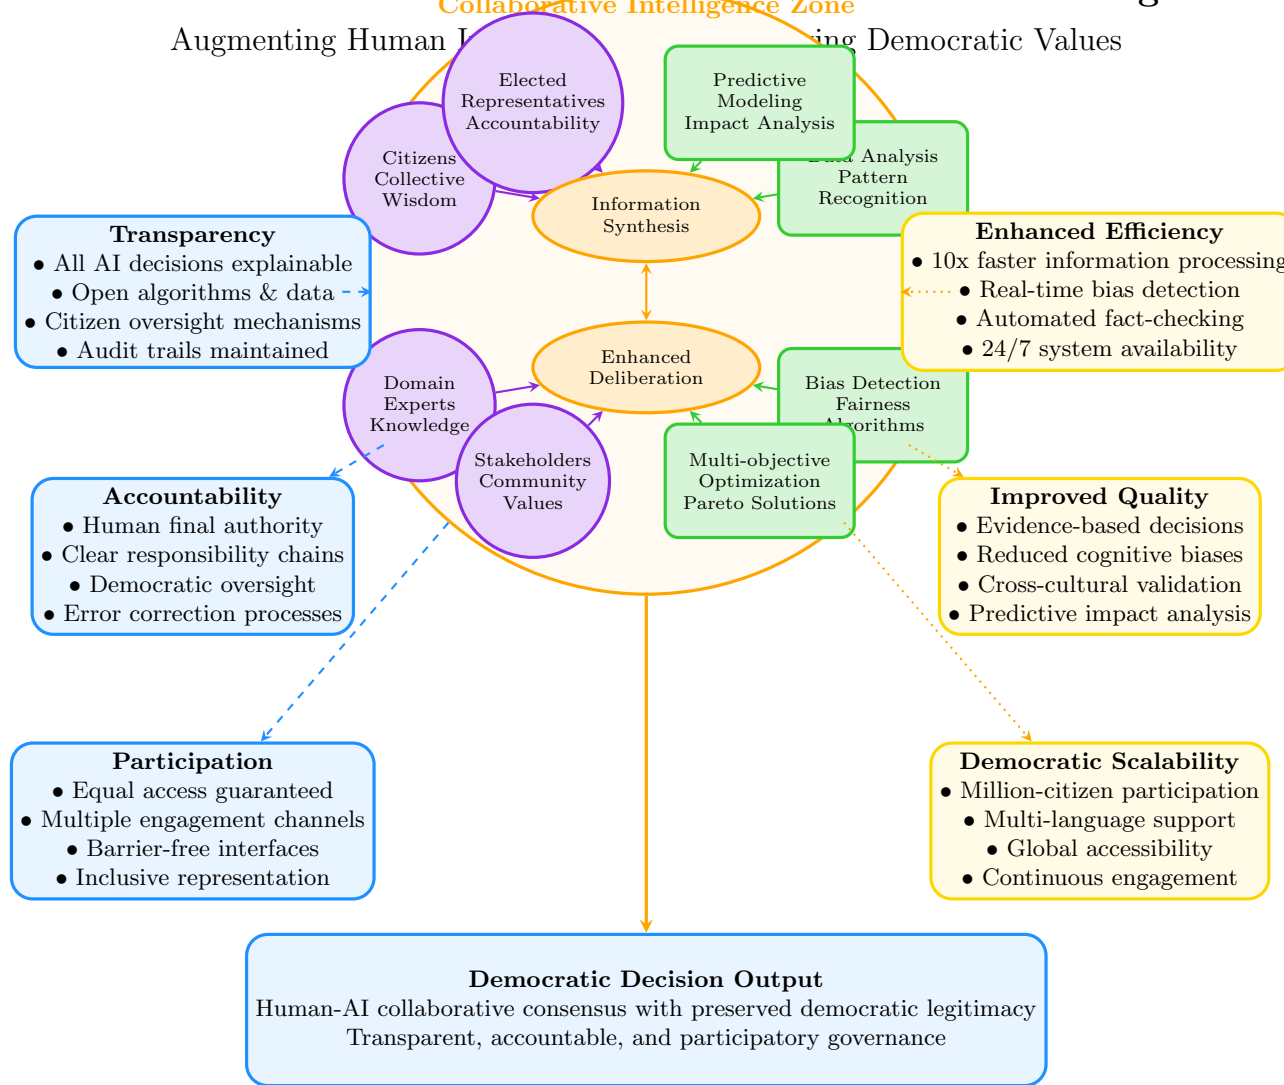 Collaborative Intelligence Zone
Augmenting Human
Democratic Values
Elected
Representatives
Accountability
Predictive
Modeling
Impact Analysis
Citizens
Collective
Wisdom
Analysis
Pattern
Recognition
Information
Synthesis
Transparency
• All AI decisions explainable
• Open algorithms & data
• Citizen oversight mechanisms
• Audit trails maintained
Enhanced Efficiency
• 10x faster information processing
• Real-time bias detection
• Automated fact-checking
• 24/7 system availability
Enhanced
Deliberation
Domain
Experts
Knowledge
Bias Detection
Fairness
Algorithms
Stakeholders
Community
Values
Multi-objective
Optimization
Pareto Solutions
Accountability
• Human final authority
• Clear responsibility chains
• Democratic oversight
• Error correction processes
Improved Quality
• Evidence-based decisions
• Reduced cognitive biases
• Cross-cultural validation
• Predictive impact analysis
Participation
• Equal access guaranteed
• Multiple engagement channels
• Barrier-free interfaces
• Inclusive representation
Democratic Scalability
• Million-citizen participation
• Multi-language support
• Global accessibility
• Continuous engagement
Democratic Decision Output
Human-AI collaborative consensus with preserved democratic legitimacy
Transparent, accountable, and participatory governance